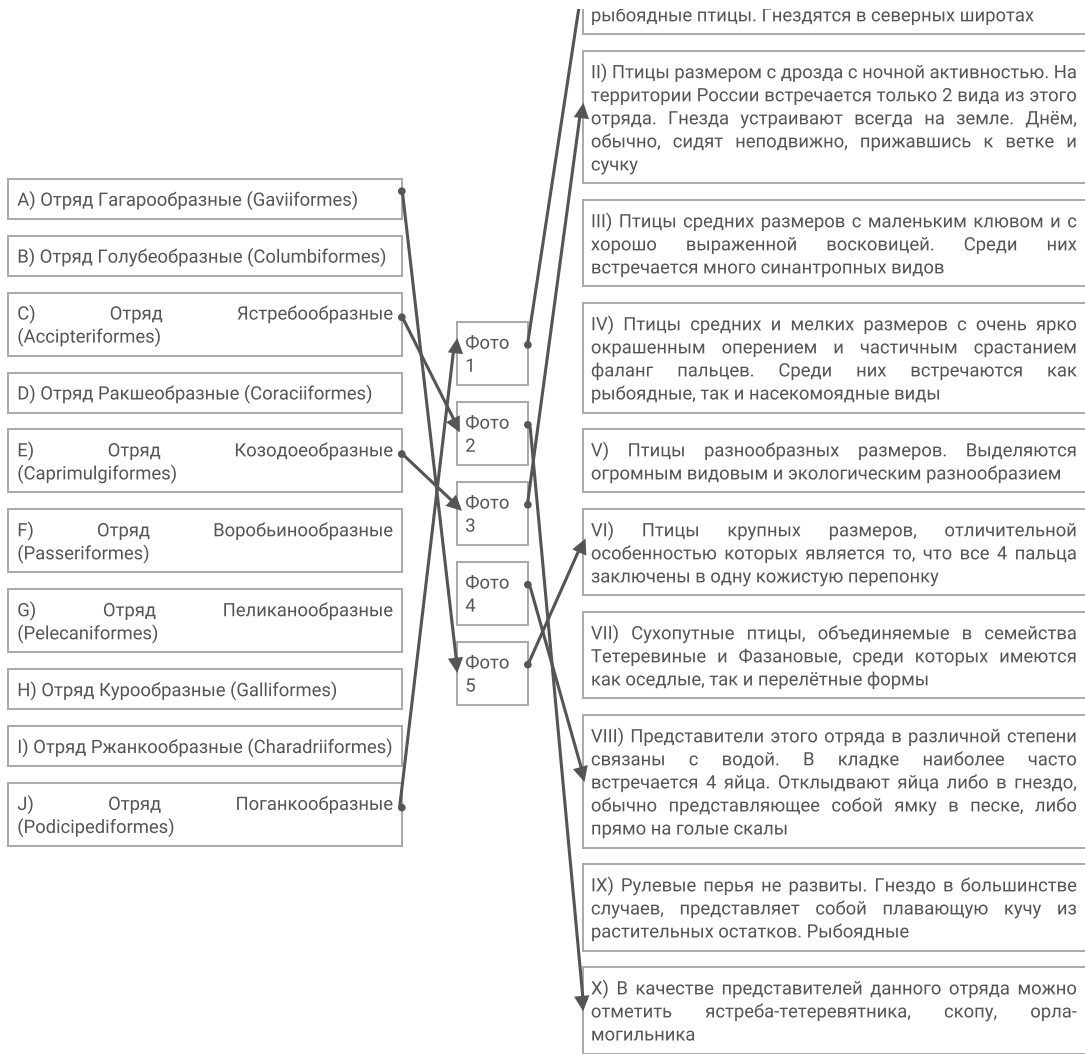 рыбоядные птицы. Гнездятся в северных широтах
II) Птицы размером с дрозда с ночной активностью. На
территории России встречается только 2 вида из этого
отряда. Гнезда устраивают всегда на земле. Днём,
обычно, сидят неподвижно, прижавшись к ветке и
сучку
A) Отряд Гагарообразные (Gaviiformes)
B) Отряд Голубеобразные (Columbiformes)
C) Отряд Ястребообразные
(Accipteriformes)
D) Отряд Ракшеобразные (Coraciiformes)
E) Отряд Козодоеобразные
(Caprimulgiformes)
F) Отряд Воробьинообразные
(Passeriformes)
G) Отряд Пеликанообразные
(Pelecaniformes)
H) Отряд Курообразные (Galliformes)
I) Отряд Ржанкообразные (Charadriiformes)
J) Отряд Поганкообразные
(Podicipediformes)
Фото
1
Фото
2
Фото
3
Фото
4
Фото
5
III) Птицы средних размеров с маленьким клювом и с
хорошо выраженной восковицей. Среди них
встречается много синантропных видов
IV) Птицы средних и мелких размеров с очень ярко
окрашенным оперением и частичным срастанием
фаланг пальцев. Среди них встречаются как
рыбоядные, так и насекомоядные виды
V) Птицы разнообразных размеров. Выделяются
огромным видовым и экологическим разнообразием
VI) Птицы крупных размеров, отличительной
особенностью которых является то, что все 4 пальца
заключены в одну кожистую перепонку
VII) Сухопутные птицы, объединяемые в семейства
Тетеревиные и Фазановые, среди которых имеются
как оседлые, так и перелётные формы
VIII) Представители этого отряда в различной степени
связаны с водой. В кладке наиболее часто
встречается 4 яйца. Отклыдвают яйца либо в гнездо,
обычно представляющее собой ямку в песке, либо
прямо на голые скалы
IX) Рулевые перья не развиты. Гнездо в большинстве
случаев, представляет собой плавающую кучу из
растительных остатков. Рыбоядные
X) В качестве представителей данного отряда можно
отметить ястреба-тетеревятника, скопу, орла-
могильника